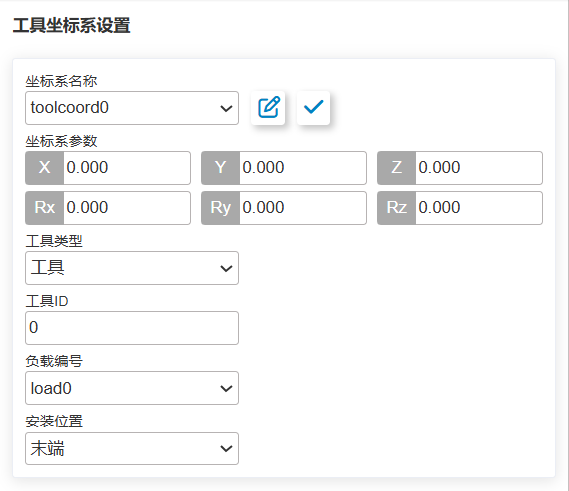 工具坐标系设置
坐标系名称
toolcoord0
坐标系参数
X 0.000 Y 0.000 Z 0.000
Rx 0.000 Ry 0.000 Rz 0.000
工具类型
工具
工具ID
0
负载编号
load0
安装位置
末端